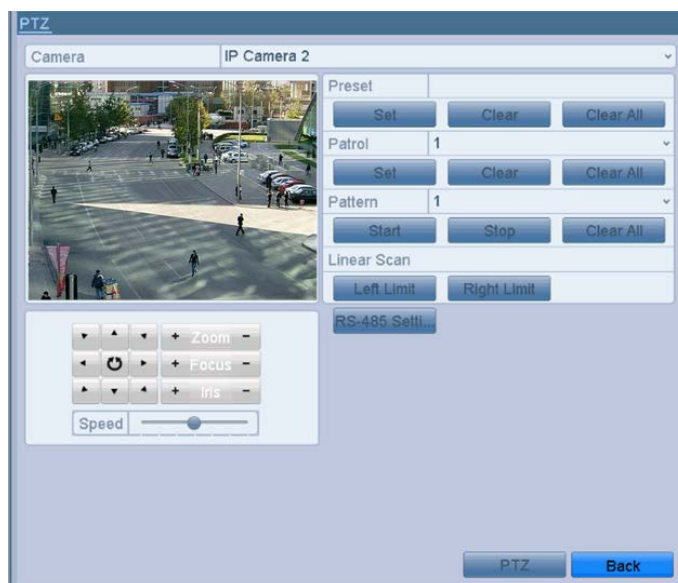 PTZ
Camera IP Camera 2
Preset
Set Clear Clear All
Patrol 1
Set Clear Clear All
Pattern 1
Start Stop Clear All
Linear Scan
Left Limit Right Limit
RS-485 Setti...
+ Zoom -
+ Focus -
+ Iris -
Speed
PTZ Back